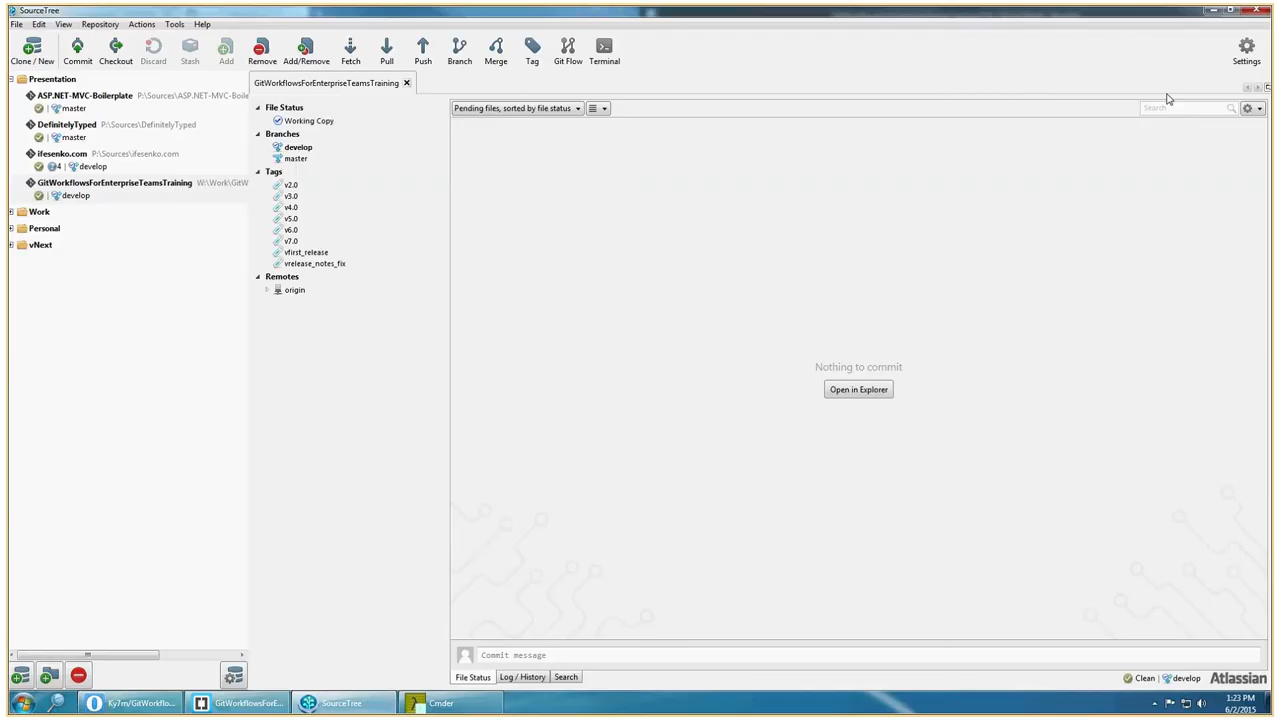 SourceTree
File Edit View Repository Actions Tools Help
Clone / New Commit Checkout Discard Stash Add Remove Add/Remove Fetch Pull Push Branch Merge Tag Git Flow Terminal Settings
Presentation
ASP.NET-MVC-Boilerplate P:\Sources\ASP.NET-MVC-Boile
master
DefinitelyTyped P:\Sources\DefinitelyTyped
master
ifesenko.com P:\Sources\ifesenko.com
4 | develop
GitWorkflowsForEnterpriseTeamsTraining W:\Work\GitW
develop
Work
Personal
vNext
GitWorkflowsForEnterpriseTeamsTraining
File Status
Working Copy
Branches
develop
master
Tags
v2.0
v3.0
v4.0
v5.0
v6.0
v7.0
vfirst_release
vrelease_notes_fix
Remotes
origin
Pending files, sorted by file status
Search
Nothing to commit
Open in Explorer
Commit message
File Status Log / History Search
Clean | develop Atlassian
Ky7m/GitWorkflo... GitWorkflowsForE... SourceTree Cmder
1:23 PM
6/2/2015